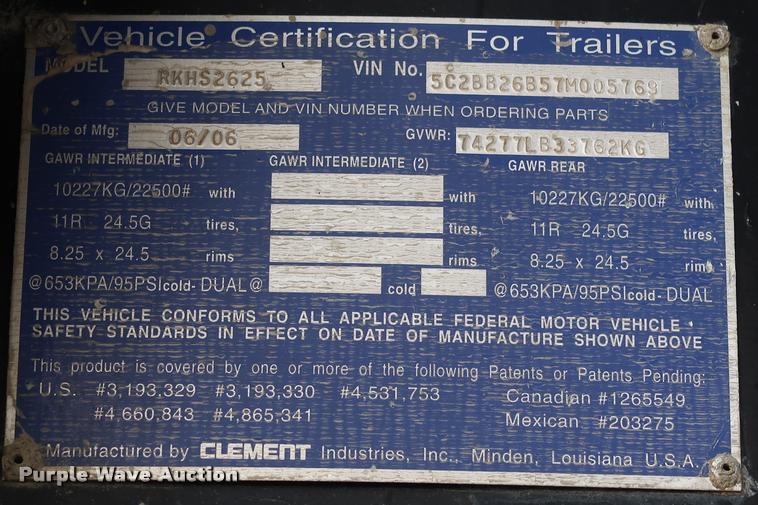 Vehicle Certification For Trailers
MODEL RKHS2625 VIN No. 5C2BB26B57M005769
GIVE MODEL AND VIN NUMBER WHEN ORDERING PARTS
Date of Mfg: 06/06 GVWR: 74277LB33762KG
GAWR INTERMEDIATE (1) GAWR INTERMEDIATE (2) GAWR REAR
10227KG/22500# with with 10227KG/22500# with
11R 24.5G tires, tires, 11R 24.5G tires,
8.25 x 24.5 rims rims 8.25 x 24.5 rims
@653KPA/95PSIcold-DUAL@ cold @653KPA/95PSIcold-DUAL
THIS VEHICLE CONFORMS TO ALL APPLICABLE FEDERAL MOTOR VEHICLE
SAFETY STANDARDS IN EFFECT ON DATE OF MANUFACTURE SHOWN ABOVE
This product is covered by one or more of the following Patents or Patents Pending:
U.S. #3,193,329 #3,193,330 #4,531,753 Canadian #1265549
#4,660,843 #4,865,341 Mexican #203275
Manufactured by CLEMENT Industries, Inc., Minden, Louisiana U.S.A.
Purple Wave Auction